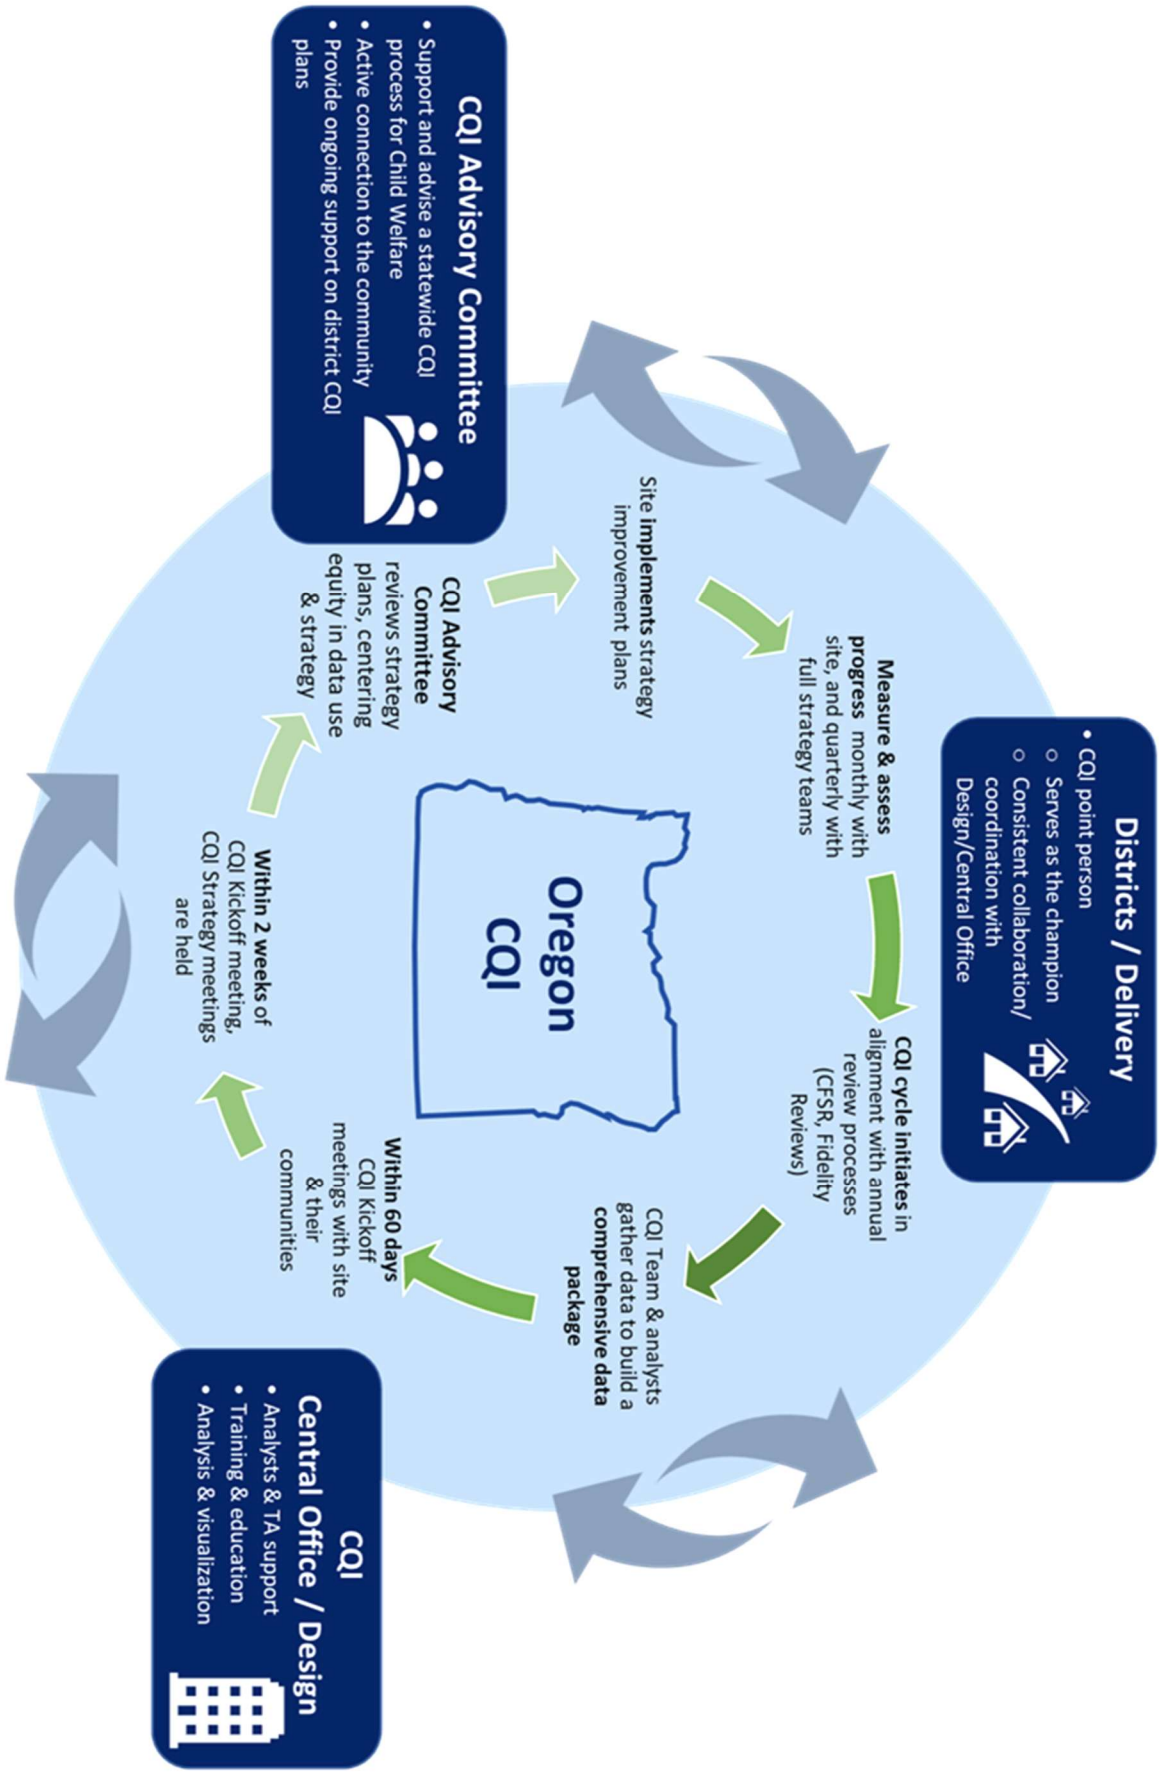 Districts / Delivery
• CQI point person
○ Serves as the champion
○ Consistent collaboration/
coordination with
Design/Central Office
CQI cycle initiates in
alignment with annual
review processes
(CFSR, Fidelity
Reviews)
CQI Team & analysts
gather data to build a
comprehensive data
package
Within 60 days
CQI Kickoff
meetings with site
& their
communities
Within 2 weeks of
CQI Kickoff meeting,
CQI Strategy meetings
are held
CQI Advisory
Committee
reviews strategy
plans, centering
equity in data use
& strategy
Site implements strategy
improvement plans
Measure & assess
progress monthly with
site, and quarterly with
full strategy teams
Oregon
CQI
CQI Advisory Committee
• Support and advise a statewide CQI
process for Child Welfare
• Active connection to the community
• Provide ongoing support on district CQI
plans
CQI
Central Office / Design
• Analysts & TA support
• Training & education
• Analysis & visualization